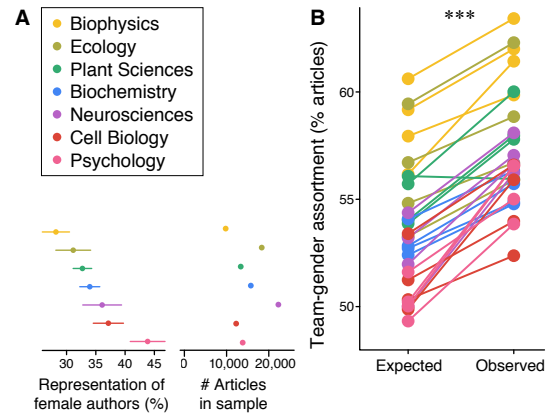 A
Biophysics
Ecology
Plant Sciences
Biochemistry
Neurosciences
Cell Biology
Psychology
30 35 40 45
0 10,000 20,000
Representation of
female authors (%)
# Articles
in sample
B
***
Team-gender assortment (% articles)
60
55
50
Expected Observed